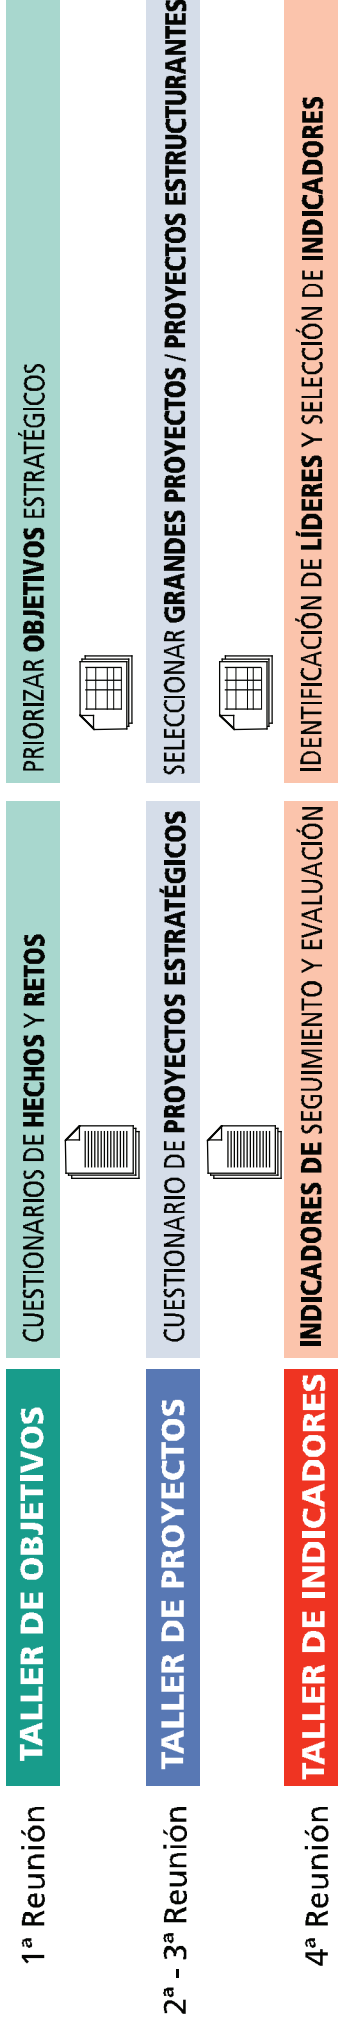 1ª Reunión
TALLER DE OBJETIVOS
CUESTIONARIOS DE HECHOS Y RETOS
PRIORIZAR OBJETIVOS ESTRATÉGICOS
2ª - 3ª Reunión
TALLER DE PROYECTOS
CUESTIONARIO DE PROYECTOS ESTRATÉGICOS
SELECCIONAR GRANDES PROYECTOS / PROYECTOS ESTRUCTURANTES
4ª Reunión
TALLER DE INDICADORES
INDICADORES DE SEGUIMIENTO Y EVALUACIÓN
IDENTIFICACIÓN DE LÍDERES Y SELECCIÓN DE INDICADORES